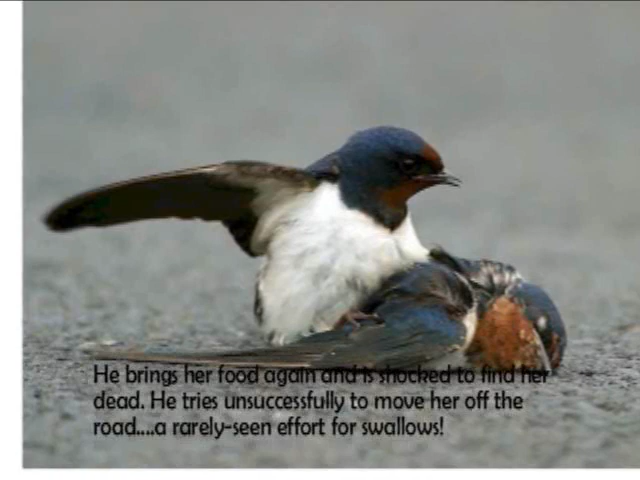 He brings her food again and is shocked to find her
dead. He tries unsuccessfully to move her off the
road....a rarely-seen effort for swallows!